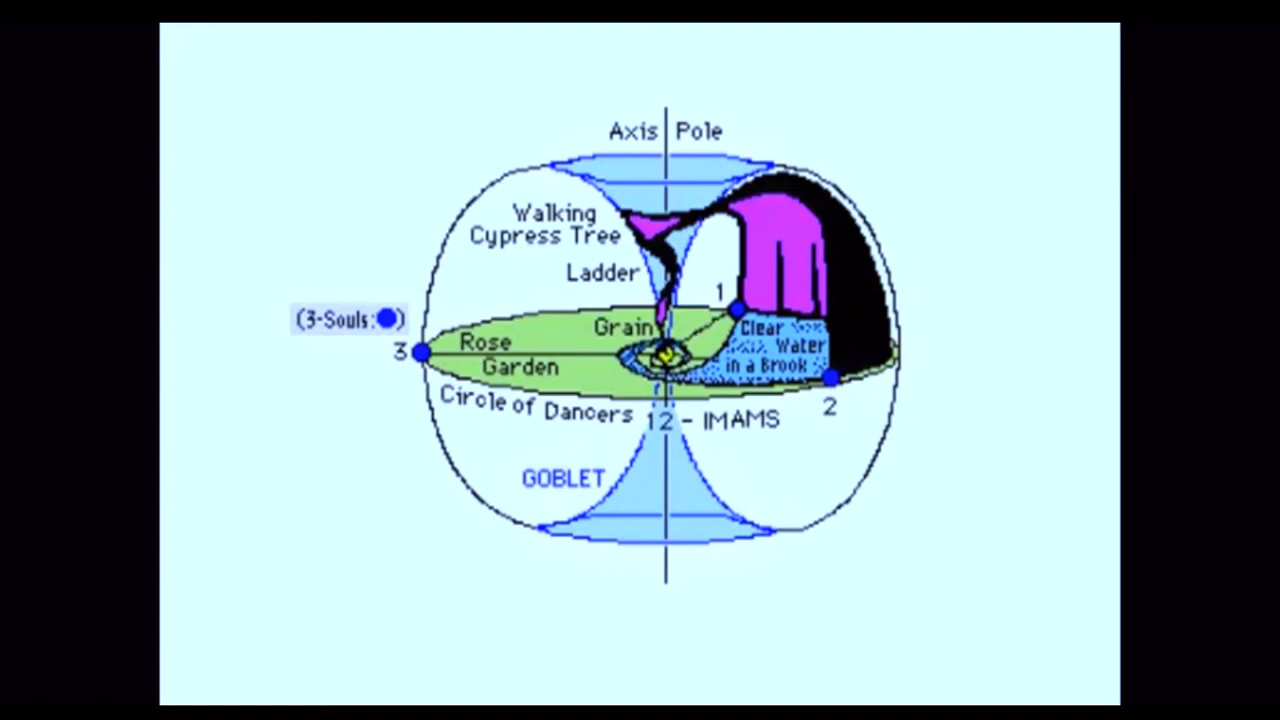 Axis Pole
Walking
Cypress Tree
Ladder
1
(3-Souls: )
Grain
Clear
3
Rose
Water
Garden
in a Brook
Circle of Dancers
12 - IMAMS
2
GOBLET